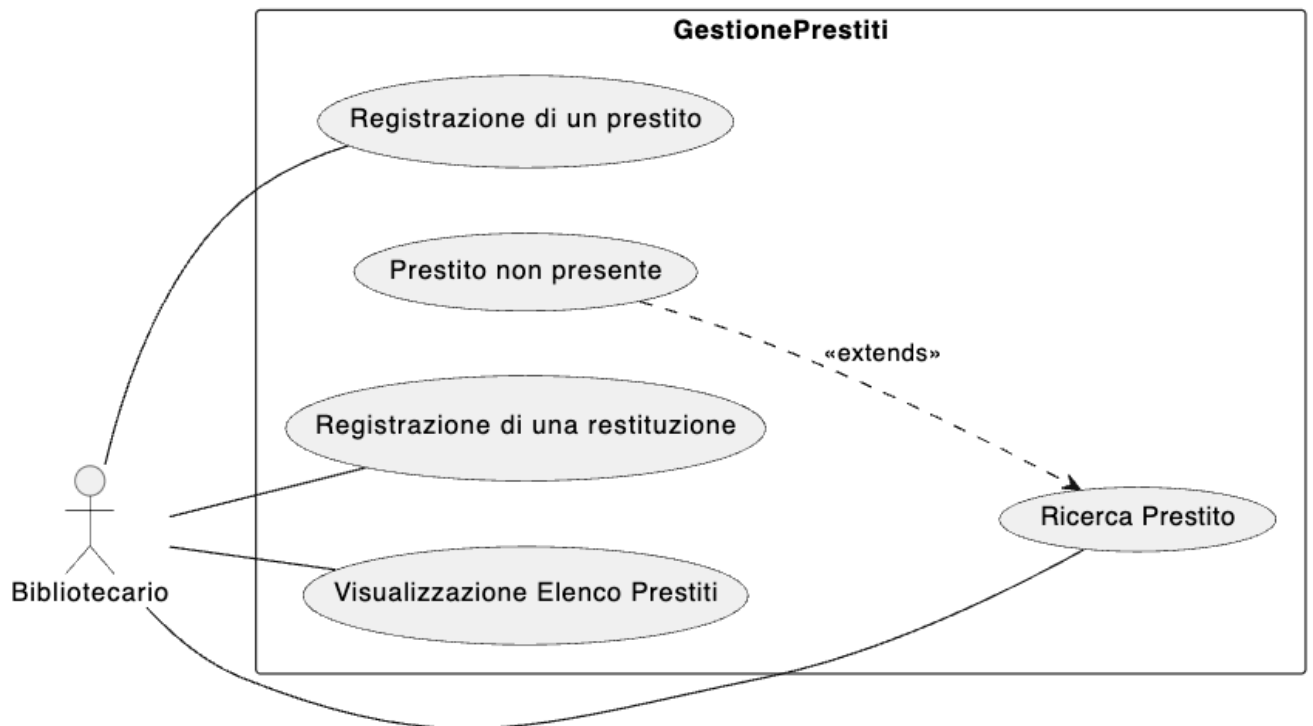 GestionePrestiti
Registrazione di un prestito
Prestito non presente
«extends»
Registrazione di una restituzione
Ricerca Prestito
Bibliotecario
Visualizzazione Elenco Prestiti